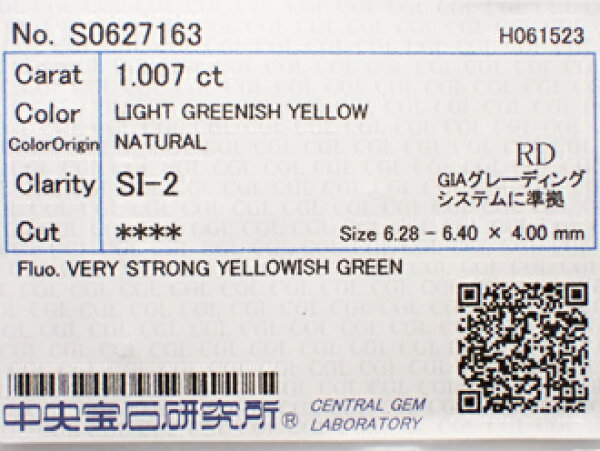 No. S0627163 H061523
Carat 1.007 ct
Color LIGHT GREENISH YELLOW
ColorOrigin NATURAL
RD
Clarity SI-2 GIAグレーディング
システムに準拠
Cut **** Size 6.28 - 6.40 × 4.00 mm
Fluo. VERY STRONG YELLOWISH GREEN
中央宝石研究所® CENTRAL GEM
LABORATORY